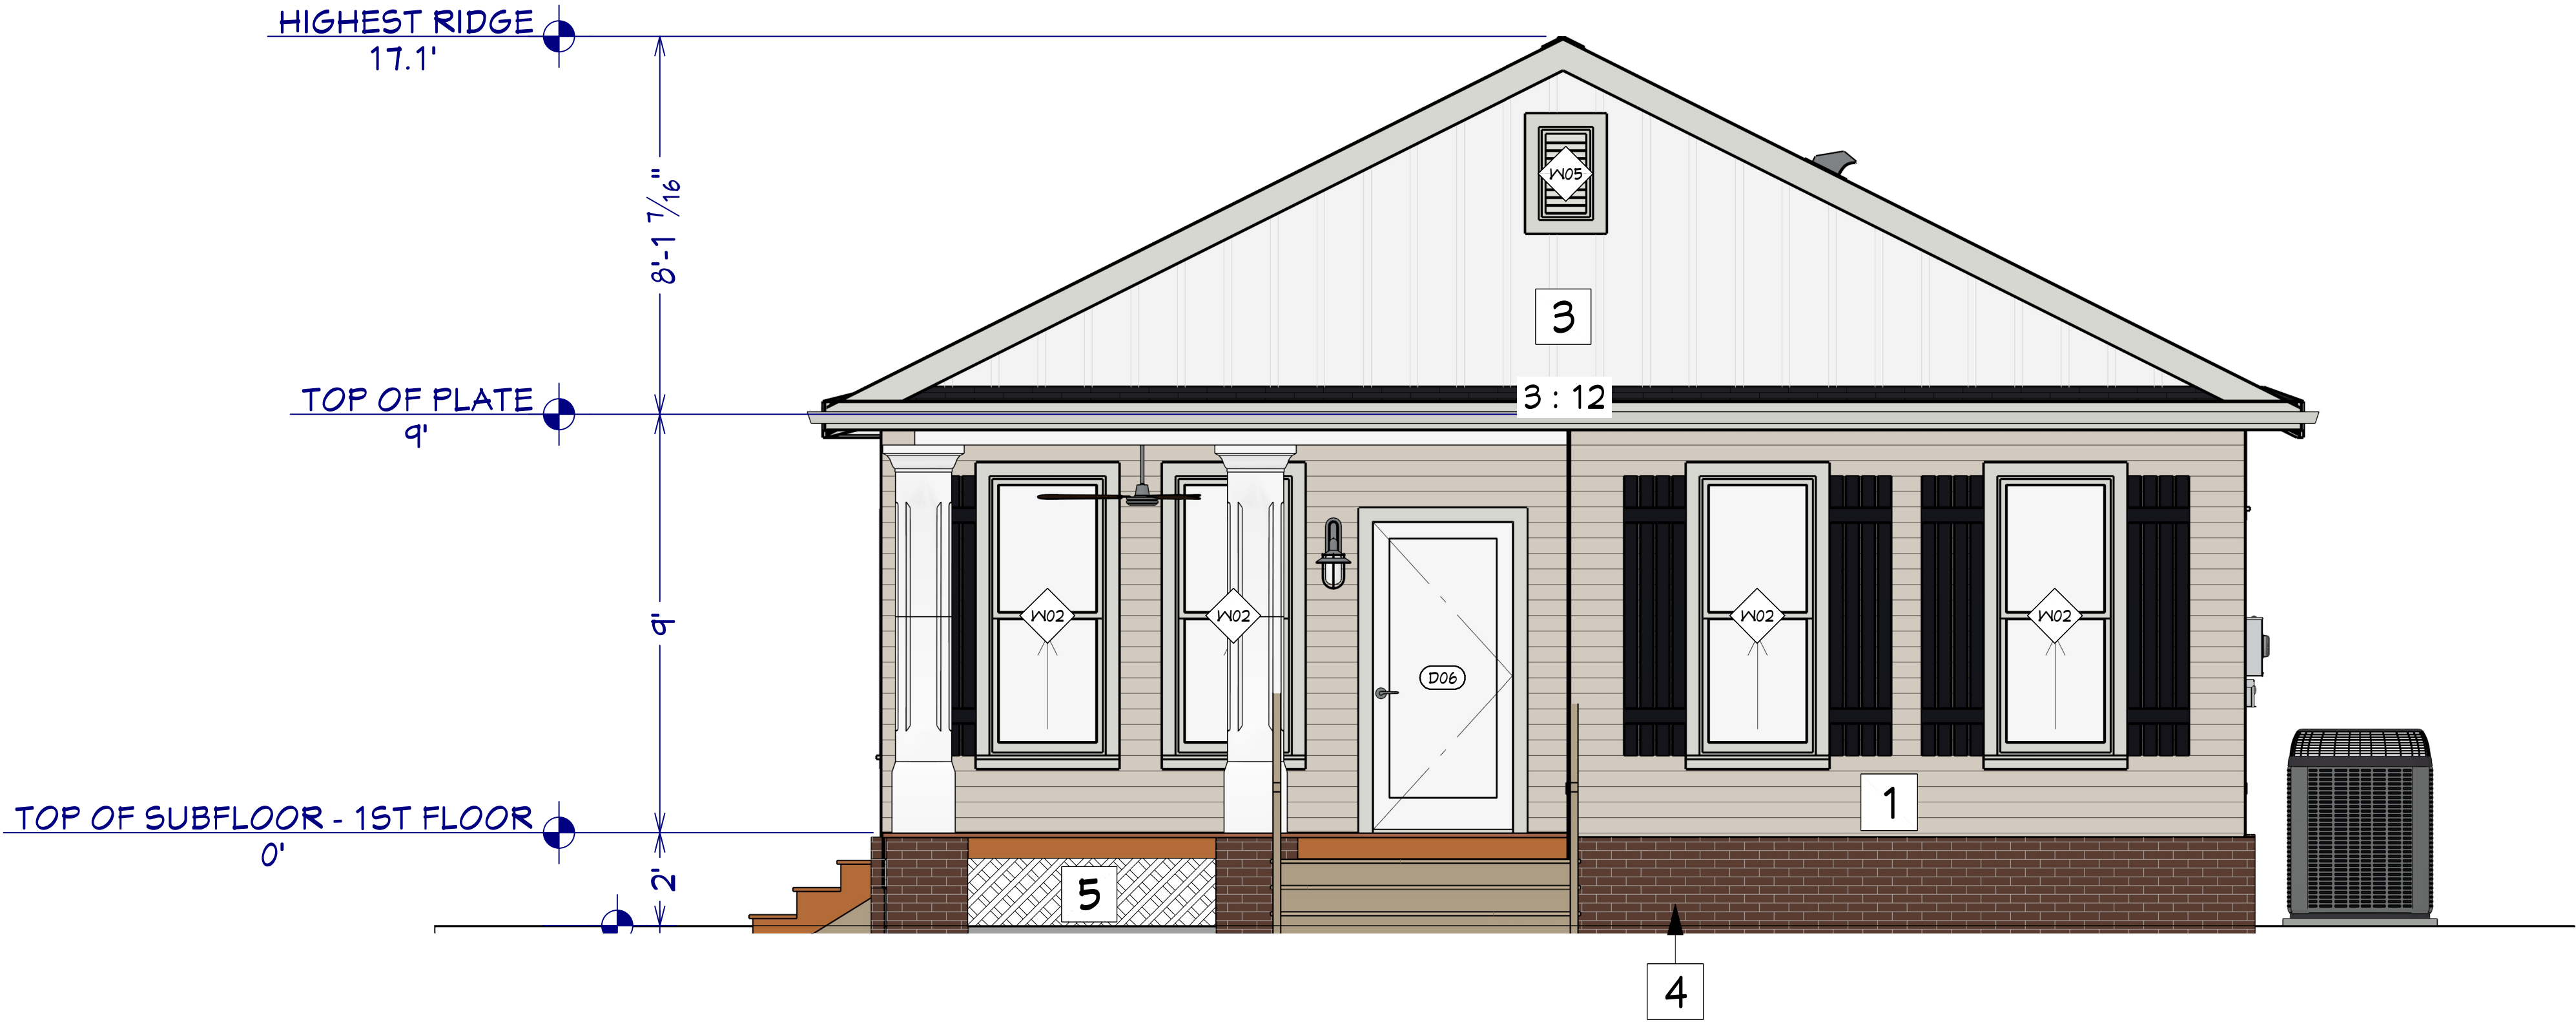 HIGHEST RIDGE
17.1'
8'-1 7/16"
W05
3
TOP OF PLATE
9'
3 : 12
9'
W02
W02
W02
W02
D06
1
TOP OF SUBFLOOR - 1ST FLOOR
0'
2'
5
4